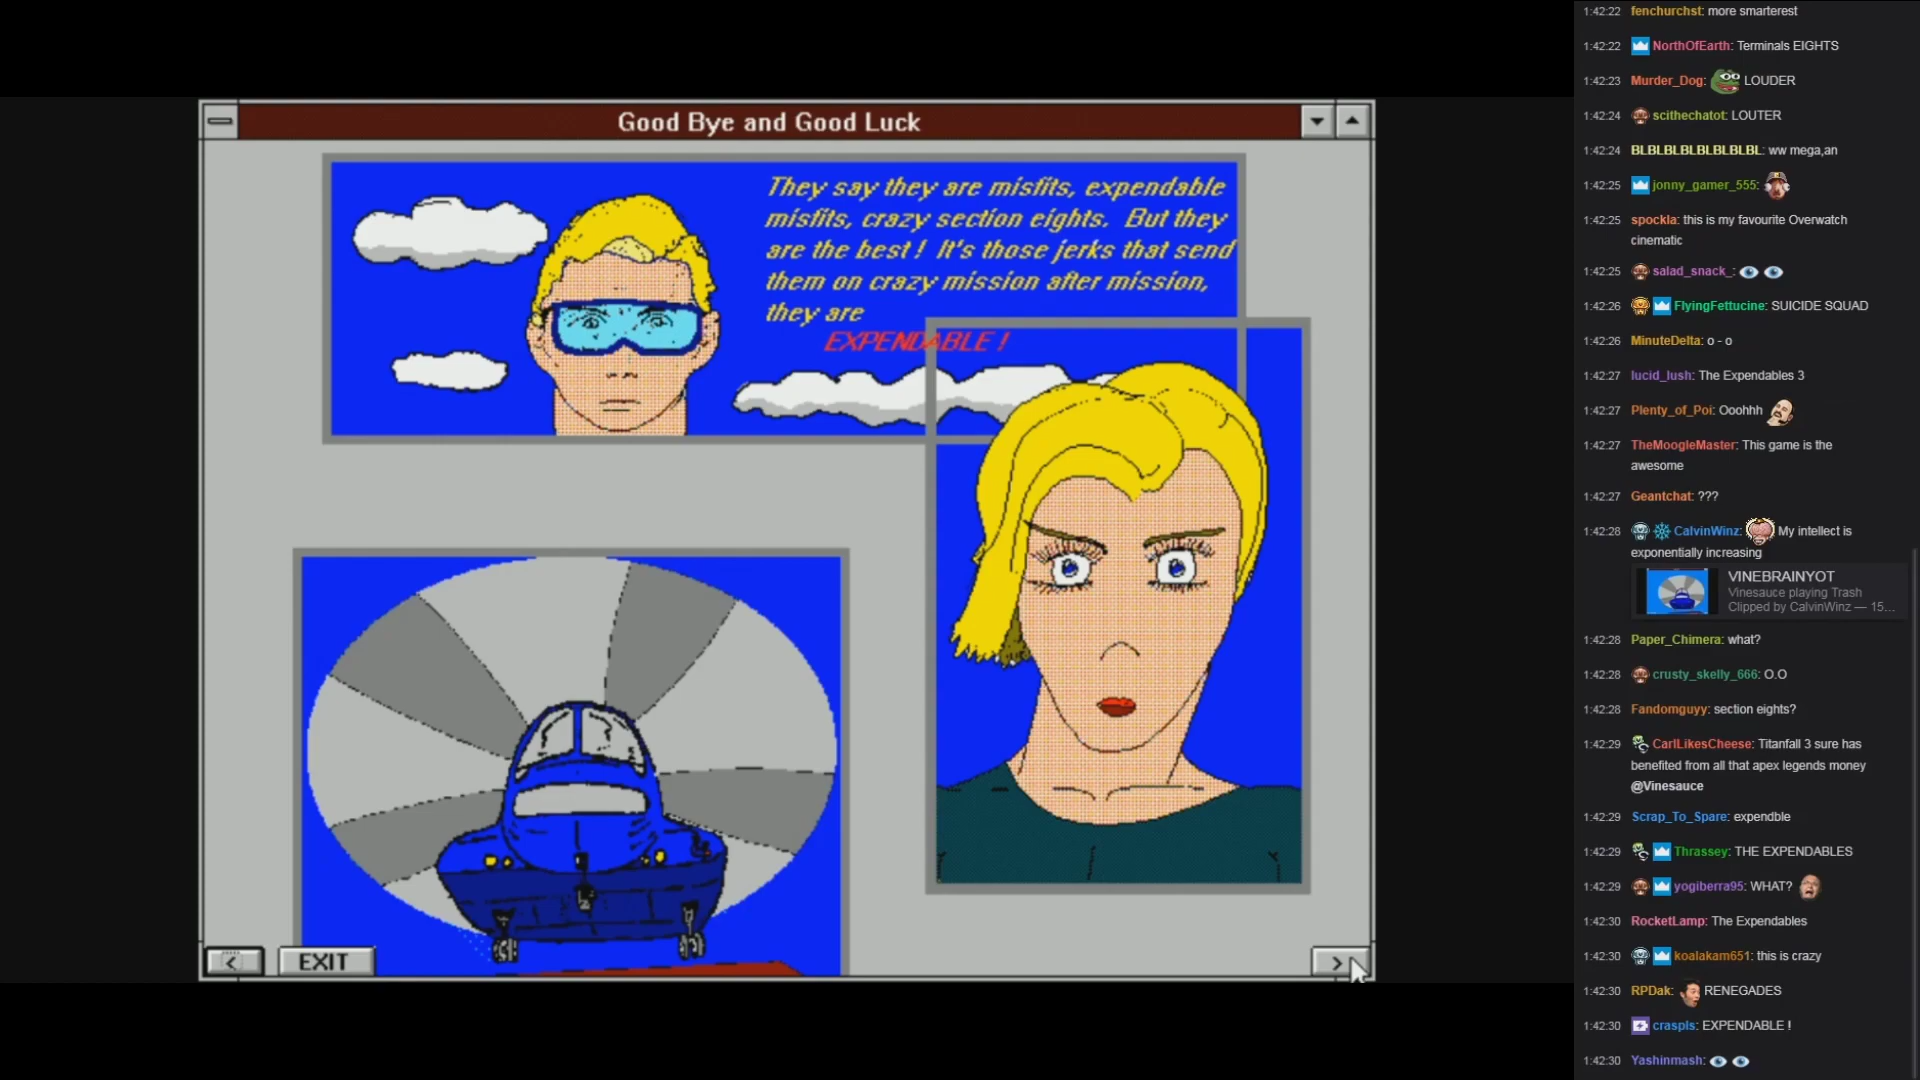 Good Bye and Good Luck
They say they are misfits, expendable
misfits, crazy section eights.  But they
are the best !  It's those jerks that send
them on crazy mission after mission,
they are
EXPENDABLE !
<
EXIT
>
1:42:22 fenchurchst: more smarterest
1:42:22 NorthOfEarth: Terminals EIGHTS
1:42:23 Murder_Dog: LOUDER
1:42:24 scithechatot: LOUTER
1:42:24 BLBLBLBLBLBLBLBL: ww mega,an
1:42:25 jonny_gamer_555:
1:42:25 spockla: this is my favourite Overwatch
cinematic
1:42:25 salad_snack_:
1:42:26 FlyingFettucine: SUICIDE SQUAD
1:42:26 MinuteDelta: o - o
1:42:27 lucid_lush: The Expendables 3
1:42:27 Plenty_of_Poi: Ooohhh
1:42:27 TheMoogleMaster: This game is the
awesome
1:42:27 Geantchat: ???
1:42:28 CalvinWinz: My intellect is
exponentially increasing
VINEBRAINYOT
Vinesauce playing Trash
Clipped by CalvinWinz — 15...
1:42:28 Paper_Chimera: what?
1:42:28 crusty_skelly_666: O.O
1:42:28 Fandomguyy: section eights?
1:42:29 CarlLikesCheese: Titanfall 3 sure has
benefited from all that apex legends money
@Vinesauce
1:42:29 Scrap_To_Spare: expendble
1:42:29 Thrassey: THE EXPENDABLES
1:42:29 yogiberra95: WHAT?
1:42:30 RocketLamp: The Expendables
1:42:30 koalakam651: this is crazy
1:42:30 RPDak: RENEGADES
1:42:30 craspls: EXPENDABLE !
1:42:30 Yashinmash: